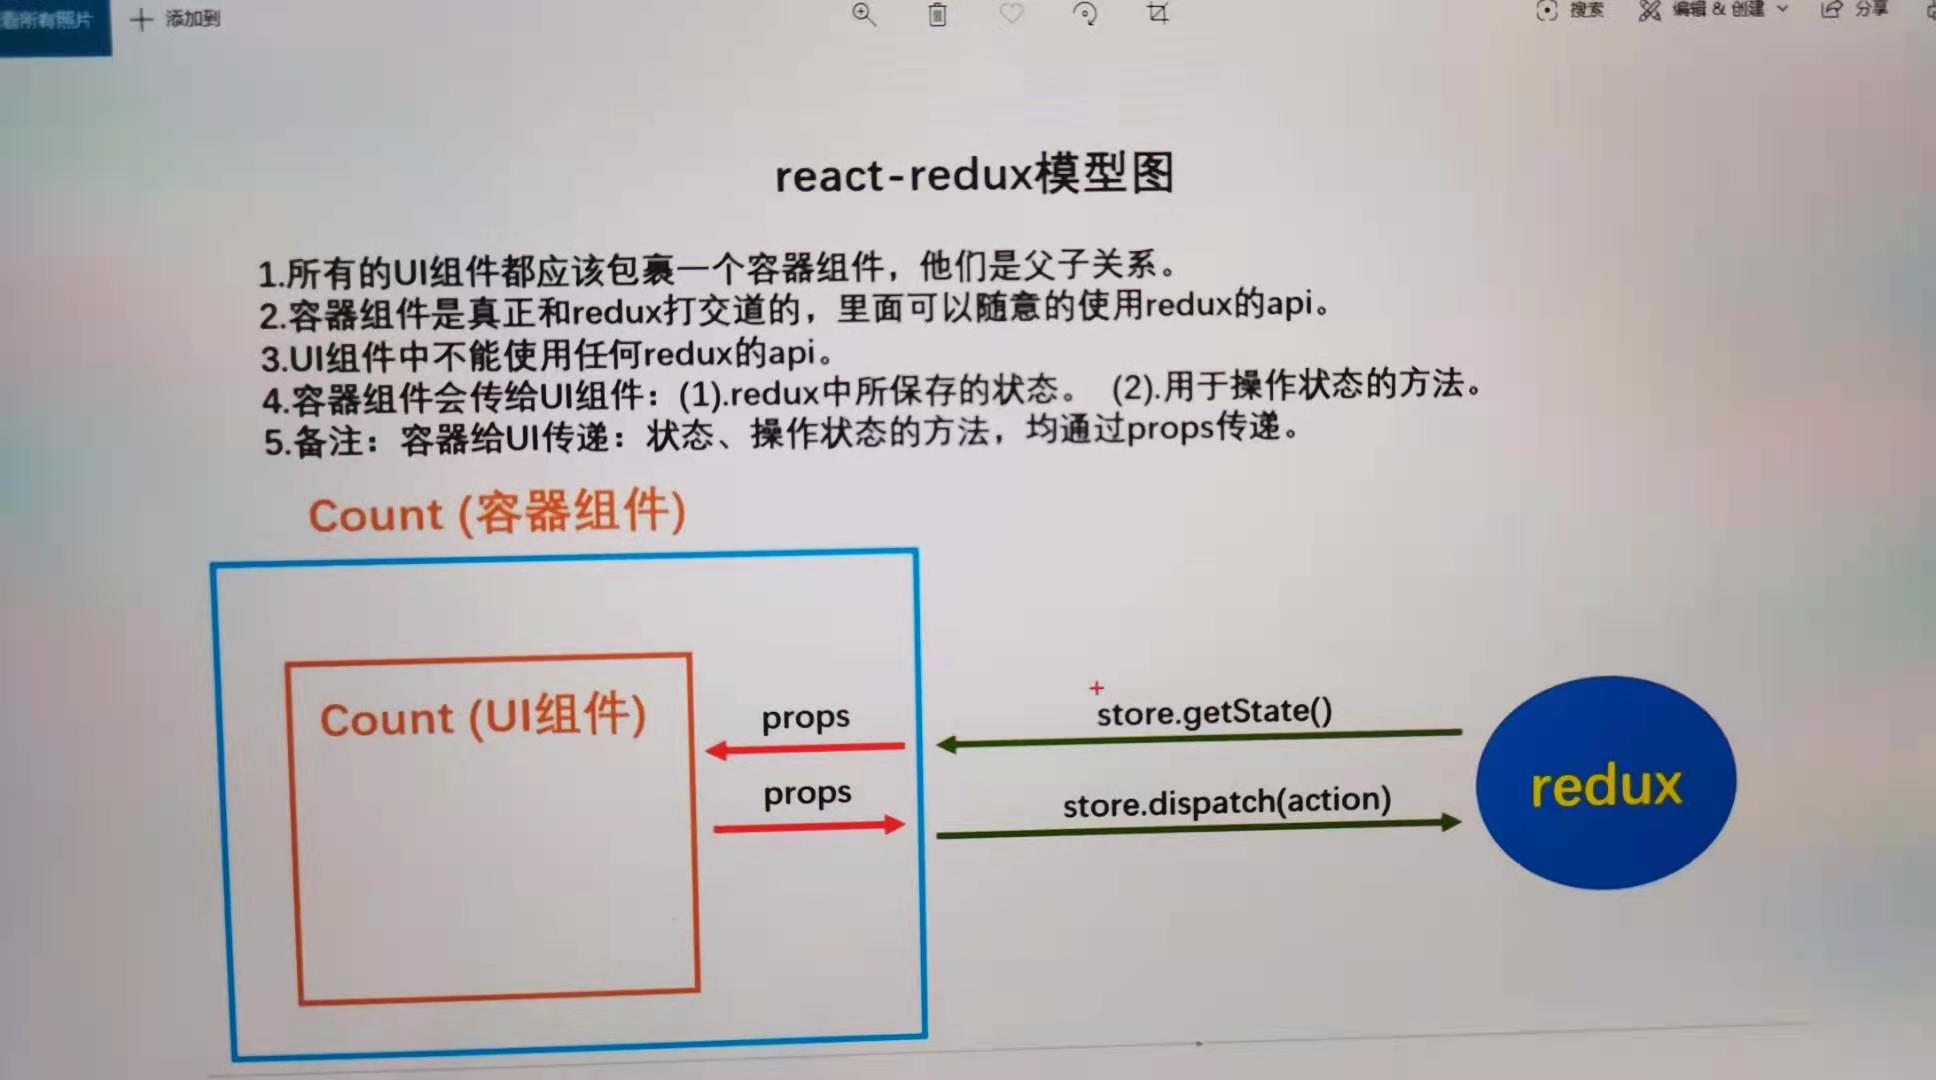 看所有照片 添加到 搜索 编辑 & 创建 分享
react-redux模型图
1.所有的UI组件都应该包裹一个容器组件，他们是父子关系。
2.容器组件是真正和redux打交道的，里面可以随意的使用redux的api。
3.UI组件中不能使用任何redux的api。
4.容器组件会传给UI组件：(1).redux中所保存的状态。 (2).用于操作状态的方法。
5.备注：容器给UI传递：状态、操作状态的方法，均通过props传递。
Count (容器组件)
Count (UI组件)
props
store.getState()
props
store.dispatch(action)
redux